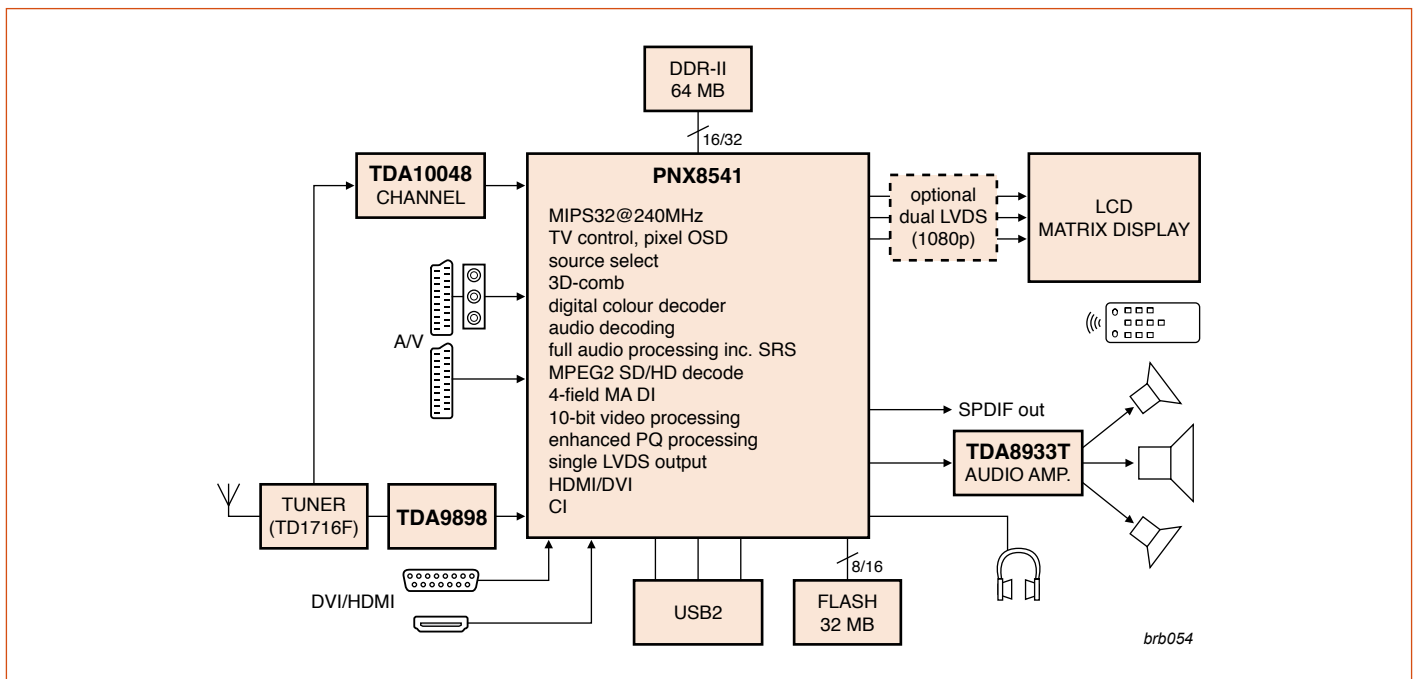 DDR-II
64 MB
16/32
TDA10048
CHANNEL
PNX8541
MIPS32@240MHz
TV control, pixel OSD
source select
3D-comb
digital colour decoder
audio decoding
full audio processing inc. SRS
MPEG2 SD/HD decode
4-field MA DI
10-bit video processing
enhanced PQ processing
single LVDS output
HDMI/DVI
CI
optional
dual LVDS
(1080p)
LCD
MATRIX DISPLAY
A/V
SPDIF out
TDA8933T
AUDIO AMP.
TUNER
(TD1716F)
TDA9898
DVI/HDMI
USB2
8/16
FLASH
32 MB
brb054